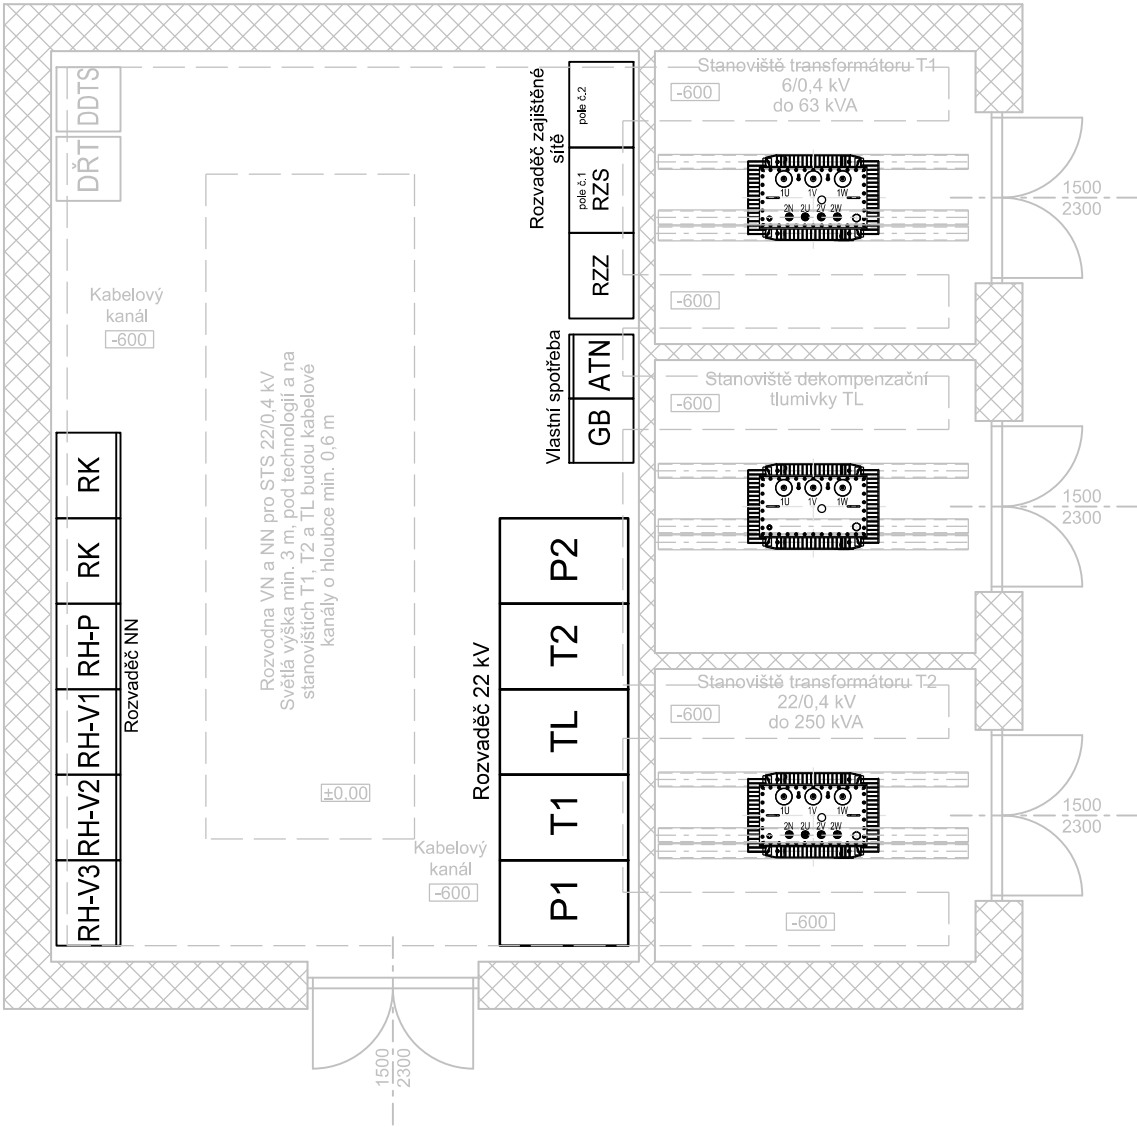 DDTS
DŘT
Kabelový
kanál
-600
RK
RK
RH-P
RH-V1
RH-V2
RH-V3
Rozvaděč NN
Rozvodna VN a NN pro STS 22/0,4 kV
Světlá výška min. 3 m, pod technologií a na
stanovištích T1, T2 a TL budou kabelové
kanály o hloubce min. 0,6 m
±0,00
Kabelový
kanál
-600
Rozvaděč zajištěné
sítě
pole č.2
pole č.1
RZS
RZZ
Vlastní spotřeba
ATN
GB
Rozvaděč 22 kV
P2
T2
TL
T1
P1
Stanoviště transformátoru T1
6/0,4 kV
do 63 kVA
-600
1U 1V 1W
2N 2U 2V 2W
-600
1500
2300
Stanoviště dekompenzační
tlumivky TL
-600
1U 1V 1W
1500
2300
Stanoviště transformátoru T2
22/0,4 kV
do 250 kVA
-600
1U 1V 1W
2N 2U 2V 2W
-600
1500
2300
1500
2300